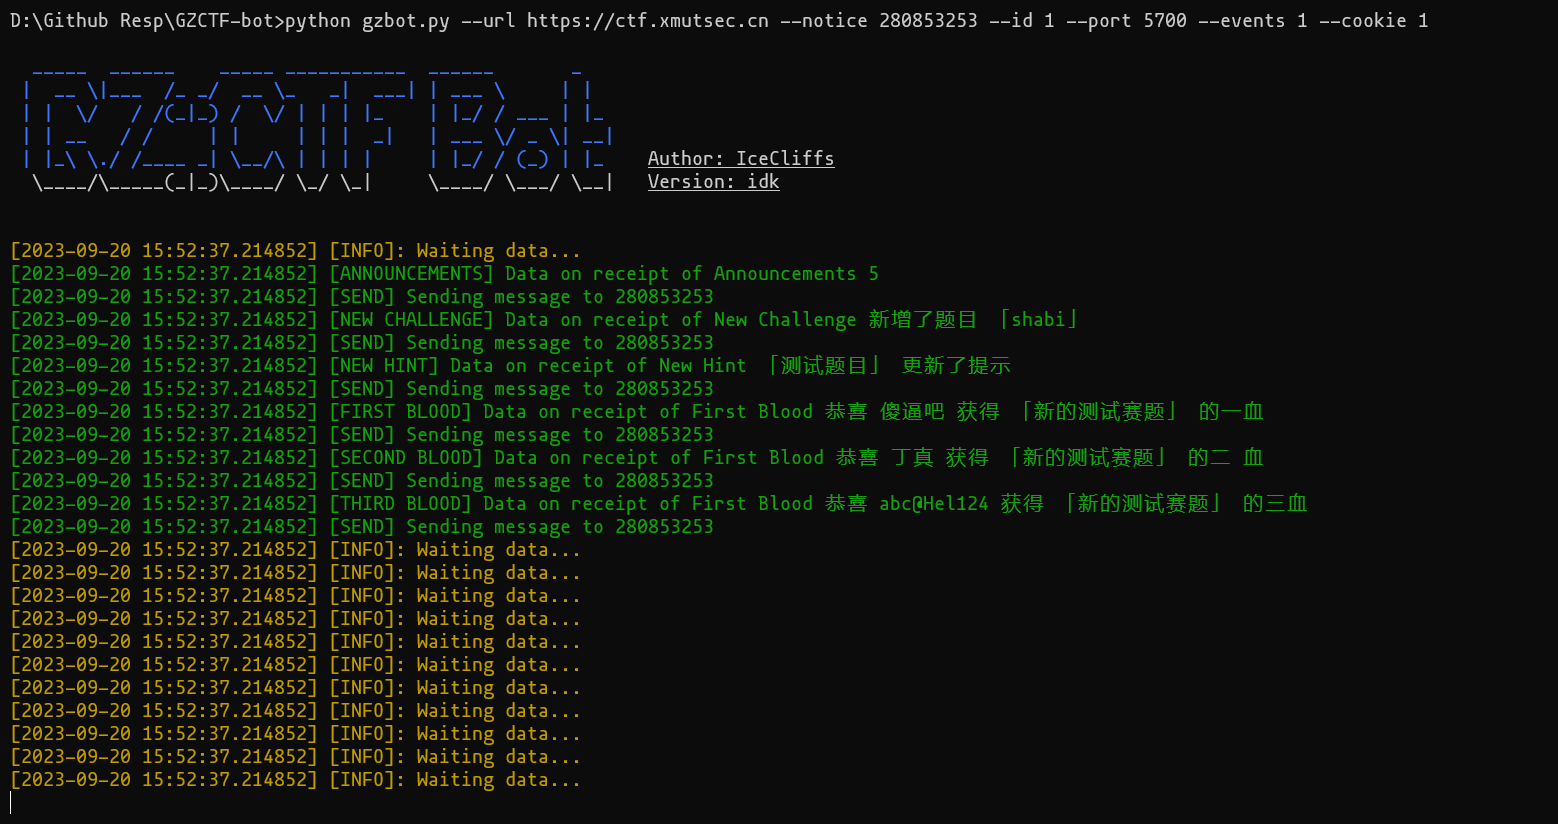 D:\Github Resp\GZCTF-bot>python gzbot.py --url https://ctf.xmutsec.cn --notice 280853253 --id 1 --port 5700 --events 1 --cookie 1
GZ::CTF Bot
Author: IceCliffs
Version: idk
[2023-09-20 15:52:37.214852] [INFO]: Waiting data...
[2023-09-20 15:52:37.214852] [ANNOUNCEMENTS] Data on receipt of Announcements 5
[2023-09-20 15:52:37.214852] [SEND] Sending message to 280853253
[2023-09-20 15:52:37.214852] [NEW CHALLENGE] Data on receipt of New Challenge 新增了题目 「shabi」
[2023-09-20 15:52:37.214852] [SEND] Sending message to 280853253
[2023-09-20 15:52:37.214852] [NEW HINT] Data on receipt of New Hint 「测试题目」 更新了提示
[2023-09-20 15:52:37.214852] [SEND] Sending message to 280853253
[2023-09-20 15:52:37.214852] [FIRST BLOOD] Data on receipt of First Blood 恭喜 傻逼吧 获得 「新的测试赛题」 的一血
[2023-09-20 15:52:37.214852] [SEND] Sending message to 280853253
[2023-09-20 15:52:37.214852] [SECOND BLOOD] Data on receipt of First Blood 恭喜 丁真 获得 「新的测试赛题」 的二 血
[2023-09-20 15:52:37.214852] [SEND] Sending message to 280853253
[2023-09-20 15:52:37.214852] [THIRD BLOOD] Data on receipt of First Blood 恭喜 abc@Hel124 获得 「新的测试赛题」 的三血
[2023-09-20 15:52:37.214852] [SEND] Sending message to 280853253
[2023-09-20 15:52:37.214852] [INFO]: Waiting data...
[2023-09-20 15:52:37.214852] [INFO]: Waiting data...
[2023-09-20 15:52:37.214852] [INFO]: Waiting data...
[2023-09-20 15:52:37.214852] [INFO]: Waiting data...
[2023-09-20 15:52:37.214852] [INFO]: Waiting data...
[2023-09-20 15:52:37.214852] [INFO]: Waiting data...
[2023-09-20 15:52:37.214852] [INFO]: Waiting data...
[2023-09-20 15:52:37.214852] [INFO]: Waiting data...
[2023-09-20 15:52:37.214852] [INFO]: Waiting data...
[2023-09-20 15:52:37.214852] [INFO]: Waiting data...
[2023-09-20 15:52:37.214852] [INFO]: Waiting data...